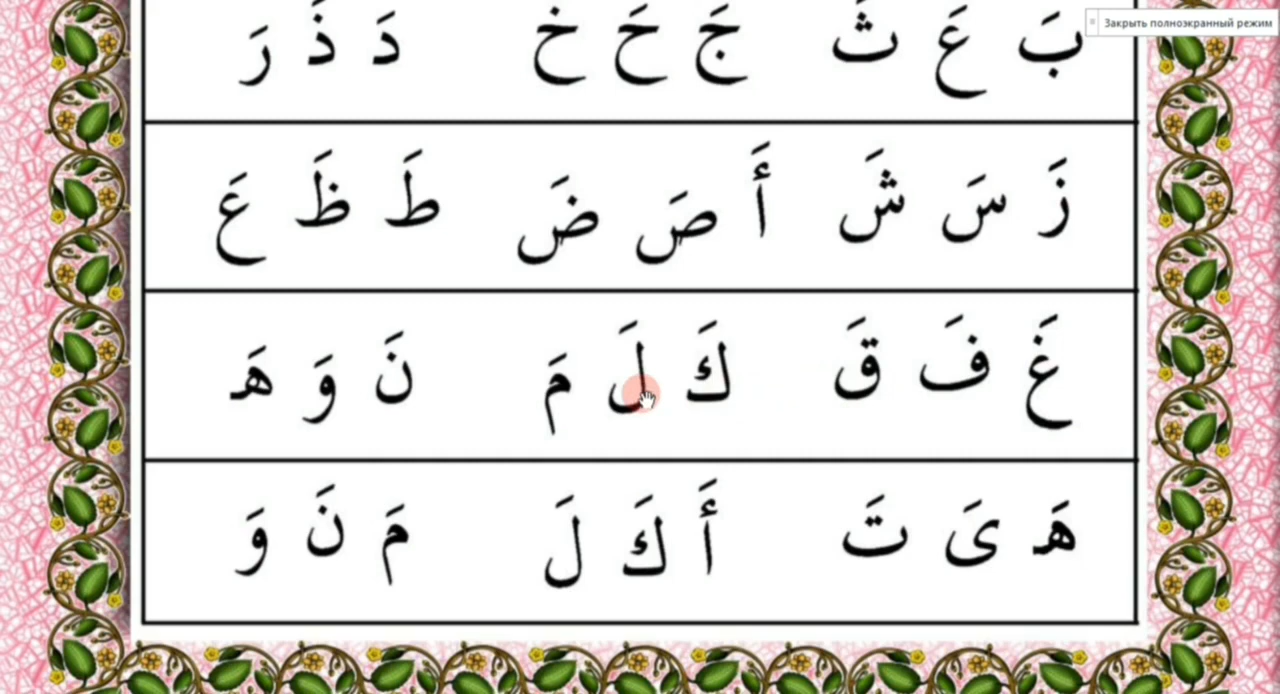 Закрыть полноэкранный режим
بَ عَ ثَ جَ حَ خَ دَ ذَ رَ
زَ سَ شَ أَ صَ ضَ طَ ظَ عَ
غَ فَ قَ كَ لَ مَ نَ وَ هَ
هَ ىَ تَ أَ كَ لَ مَ نَ وَ